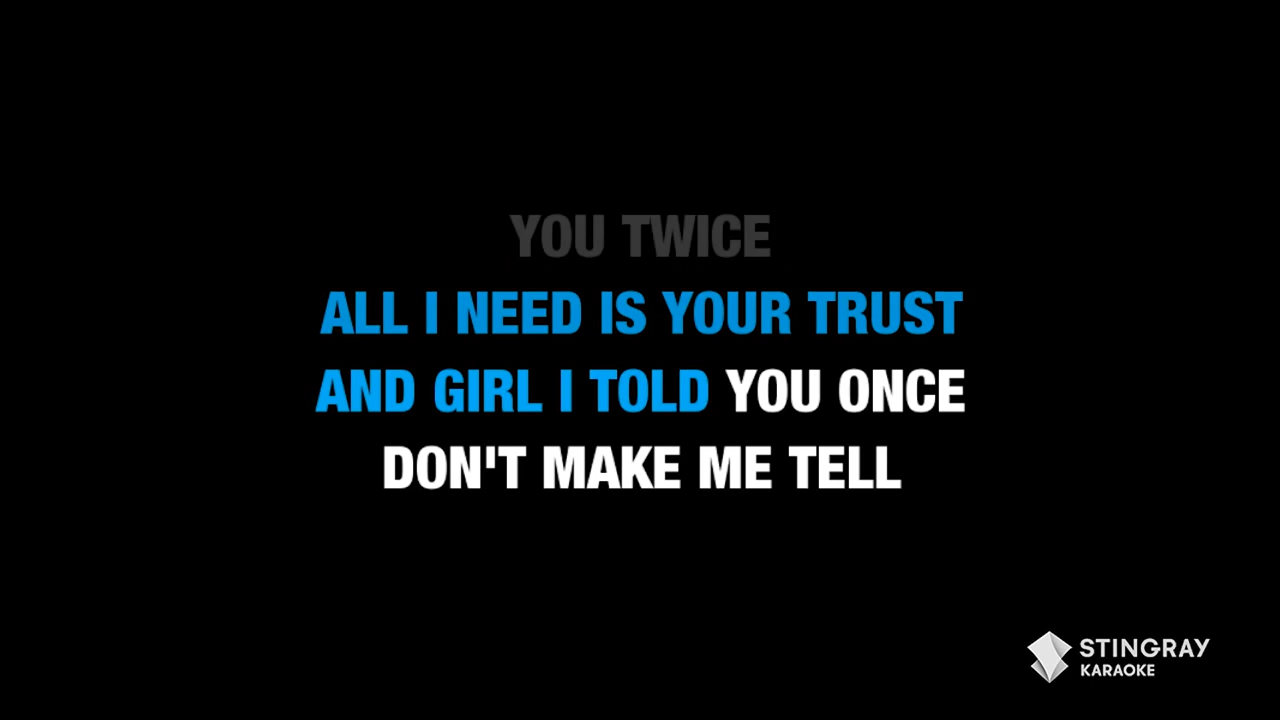 YOU TWICE
ALL I NEED IS YOUR TRUST
AND GIRL I TOLD YOU ONCE
DON'T MAKE ME TELL
STINGRAY
KARAOKE